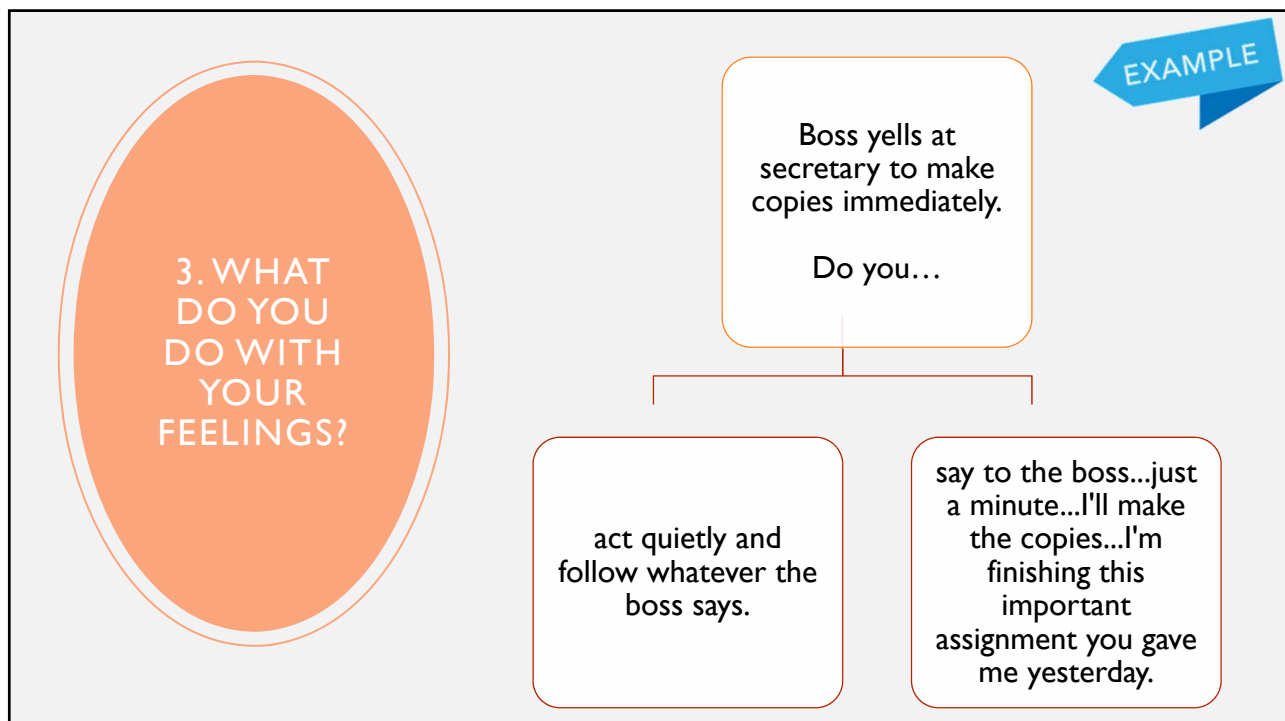 EXAMPLE
3. WHAT
DO YOU
DO WITH
YOUR
FEELINGS?
Boss yells at
secretary to make
copies immediately.
Do you…
act quietly and
follow whatever the
boss says.
say to the boss...just
a minute...I'll make
the copies...I'm
finishing this
important
assignment you gave
me yesterday.